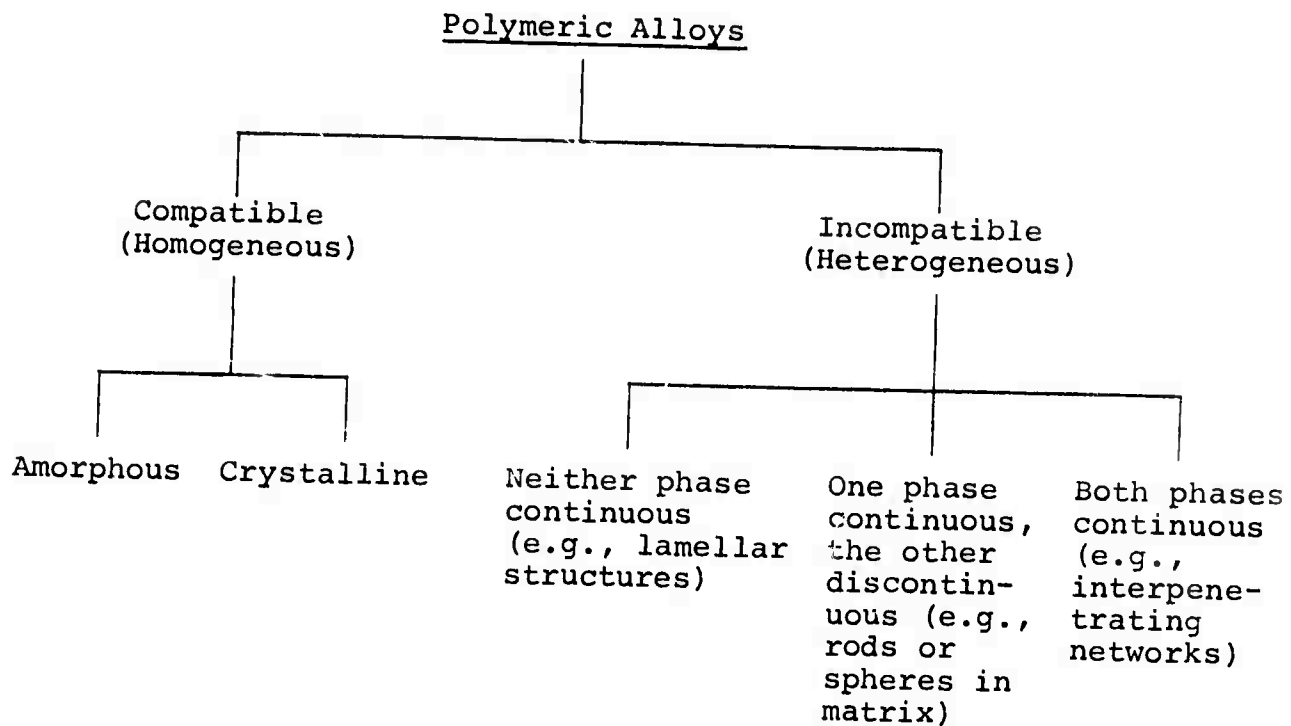 Polymeric Alloys
Compatible
(Homogeneous)
Incompatible
(Heterogeneous)
Amorphous
Crystalline
Neither phase
continuous
(e.g., lamellar
structures)
One phase
continuous,
the other
discontin-
uous (e.g.,
rods or
spheres in
matrix)
Both phases
continuous
(e.g.,
interpene-
trating
networks)